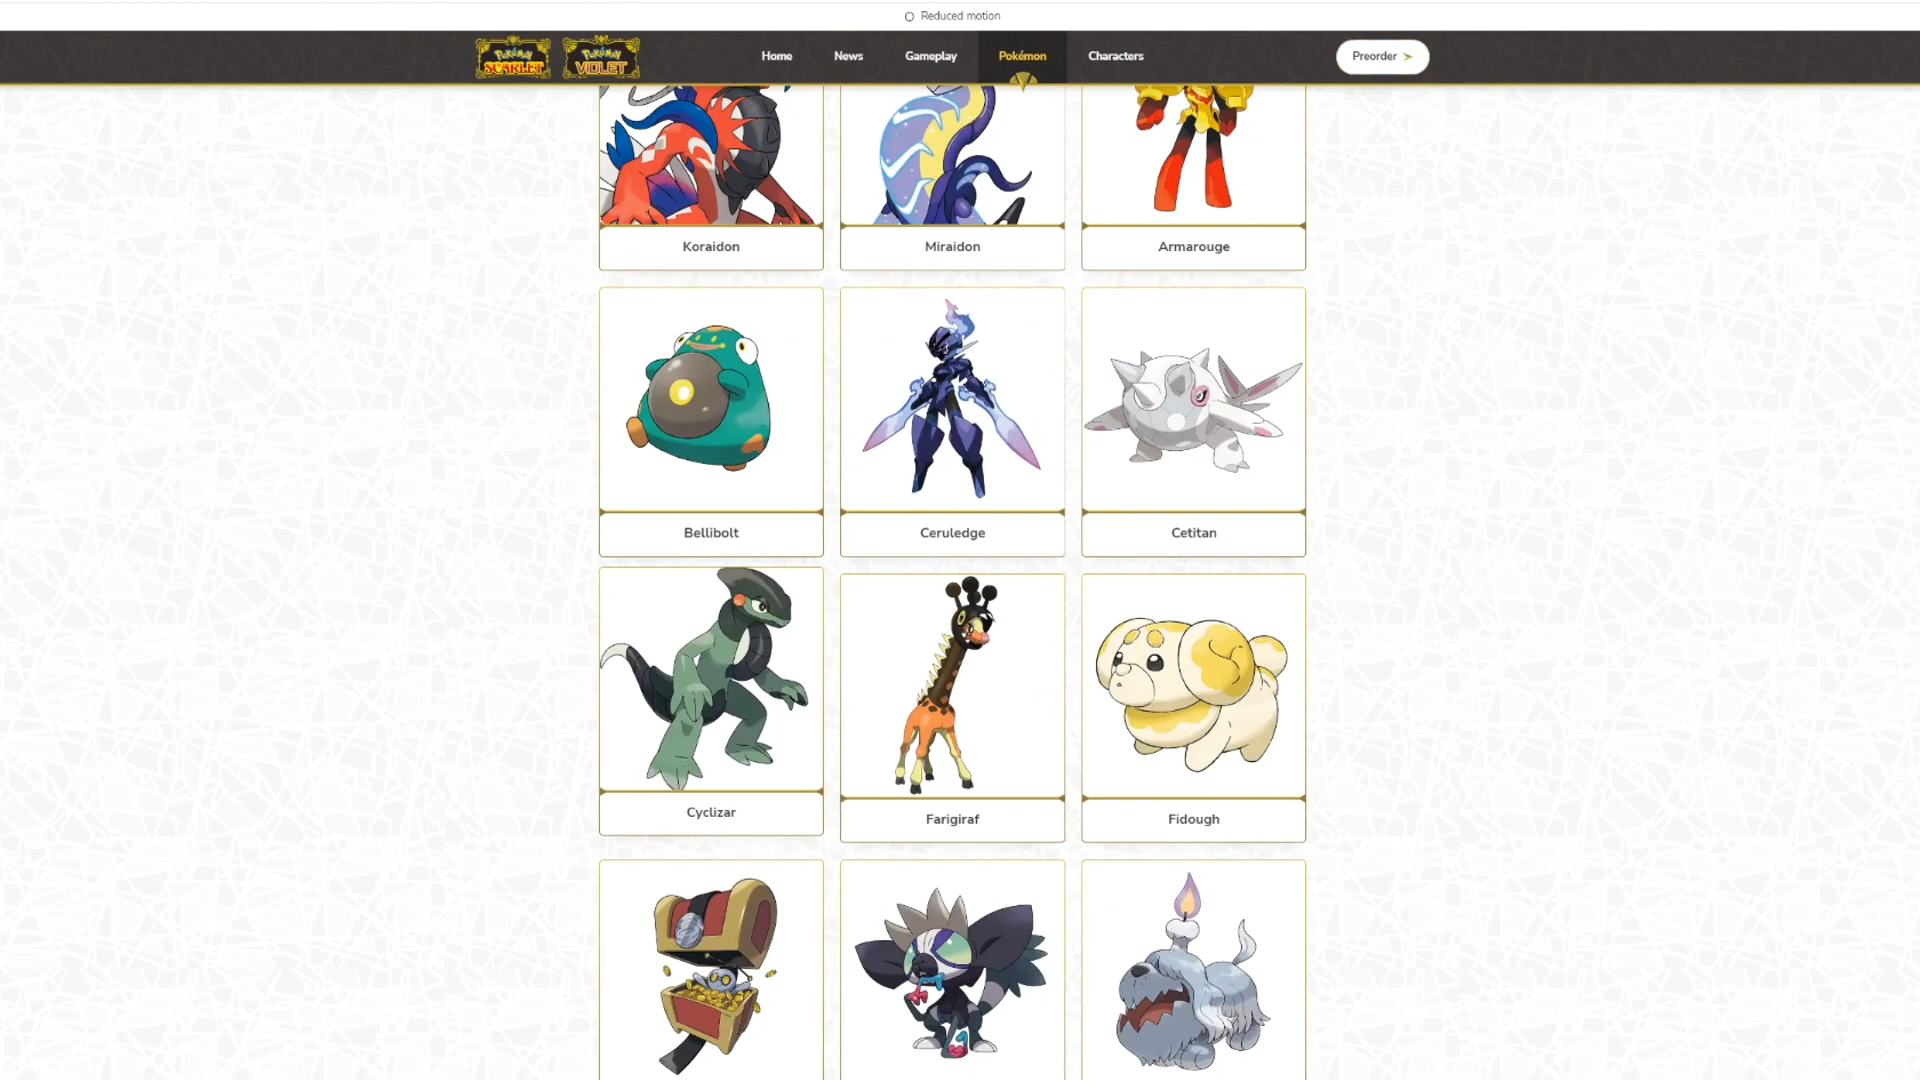 Reduced motion
Pokémon SCARLET
Pokémon VIOLET
Home
News
Gameplay
Pokémon
Characters
Preorder
Koraidon
Miraidon
Armarouge
Bellibolt
Ceruledge
Cetitan
Cyclizar
Farigiraf
Fidough